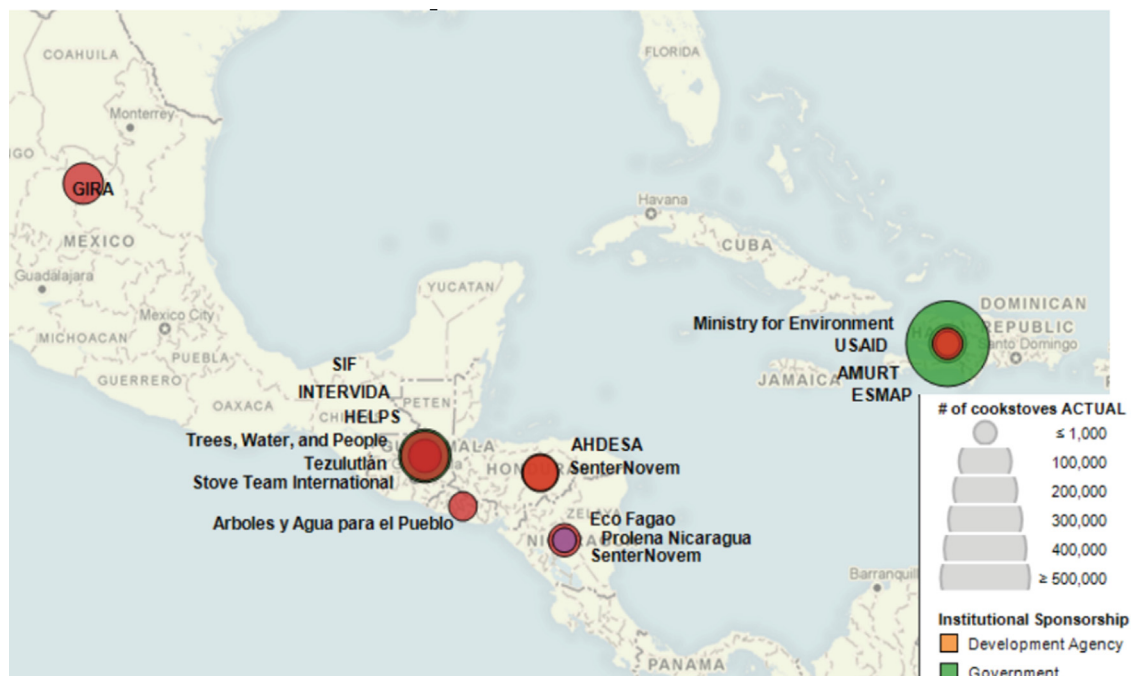 COAHUILA
FLORIDA
Monterrey
GIRA
MEXICO
Havana
CUBA
Guadalajara
YUCATAN
Mexico City
MICHOACAN
PUEBLA
GUERRERO
OAXACA
DOMINICAN
REPUBLIC
Santo Domingo
Ministry for Environment
USAID
JAMAICA
AMURT
ESMAP
SIF
INTERVIDA
PETEN
HELPS
Trees, Water, and People
Tezulutlán
Stove Team International
AHDESA
SenterNovem
Arboles y Agua para el Pueblo
ZELAYA
Eco Fagao
Prolena Nicaragua
SenterNovem
Barranquil
PANAMA
# of cookstoves ACTUAL
≤ 1,000
100,000
200,000
300,000
400,000
≥ 500,000
Institutional Sponsorship
Development Agency
Government